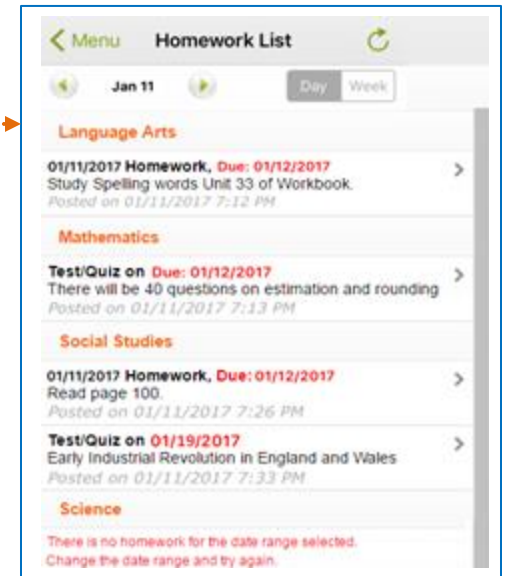 Menu Homework List
Jan 11 Day Week
Language Arts
01/11/2017 Homework, Due: 01/12/2017
Study Spelling words Unit 33 of Workbook.
Posted on 01/11/2017 7:12 PM
Mathematics
Test/Quiz on Due: 01/12/2017
There will be 40 questions on estimation and rounding
Posted on 01/11/2017 7:13 PM
Social Studies
01/11/2017 Homework, Due: 01/12/2017
Read page 100.
Posted on 01/11/2017 7:26 PM
Test/Quiz on 01/19/2017
Early Industrial Revolution in England and Wales
Posted on 01/11/2017 7:33 PM
Science
There is no homework for the date range selected.
Change the date range and try again.